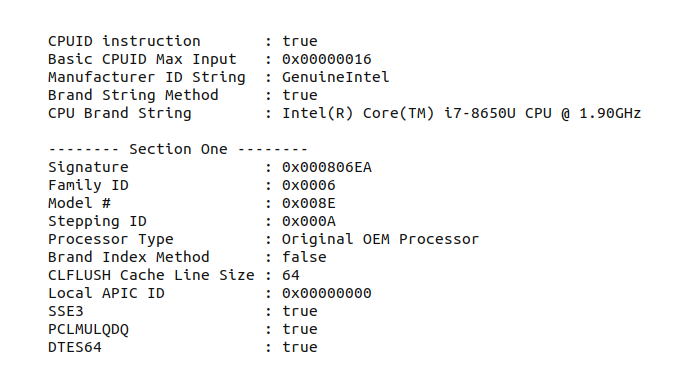 CPUID instruction       : true
Basic CPUID Max Input   : 0x00000016
Manufacturer ID String  : GenuineIntel
Brand String Method     : true
CPU Brand String        : Intel(R) Core(TM) i7-8650U CPU @ 1.90GHz

-------- Section One --------
Signature               : 0x000806EA
Family ID               : 0x0006
Model #                 : 0x008E
Stepping ID             : 0x000A
Processor Type          : Original OEM Processor
Brand Index Method      : false
CLFLUSH Cache Line Size : 64
Local APIC ID           : 0x00000000
SSE3                    : true
PCLMULQDQ               : true
DTES64                  : true